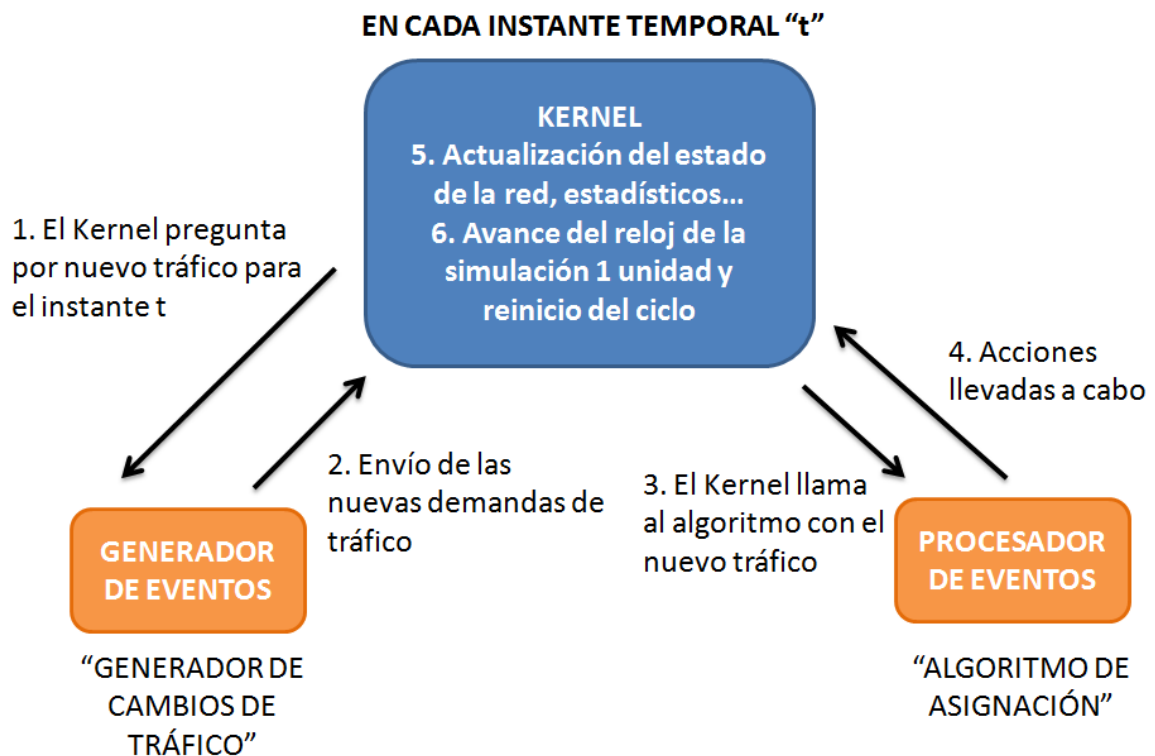 EN CADA INSTANTE TEMPORAL “t”
KERNEL
5. Actualización del estado
de la red, estadísticos...
6. Avance del reloj de la
simulación 1 unidad y
reinicio del ciclo
1. El Kernel pregunta
por nuevo tráfico para
el instante t
2. Envío de las
nuevas demandas de
tráfico
3. El Kernel llama
al algoritmo con el
nuevo tráfico
4. Acciones
llevadas a cabo
GENERADOR
DE EVENTOS
“GENERADOR DE
CAMBIOS DE
TRÁFICO”
PROCESADOR
DE EVENTOS
“ALGORITMO DE
ASIGNACIÓN”